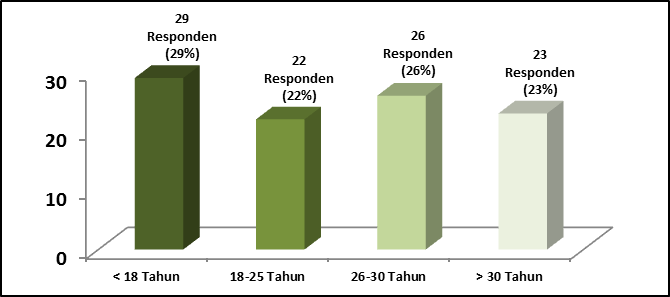 29
Responden
(29%)
22
Responden
(22%)
26
Responden
(26%)
23
Responden
(23%)
30
20
10
0
< 18 Tahun
18-25 Tahun
26-30 Tahun
> 30 Tahun